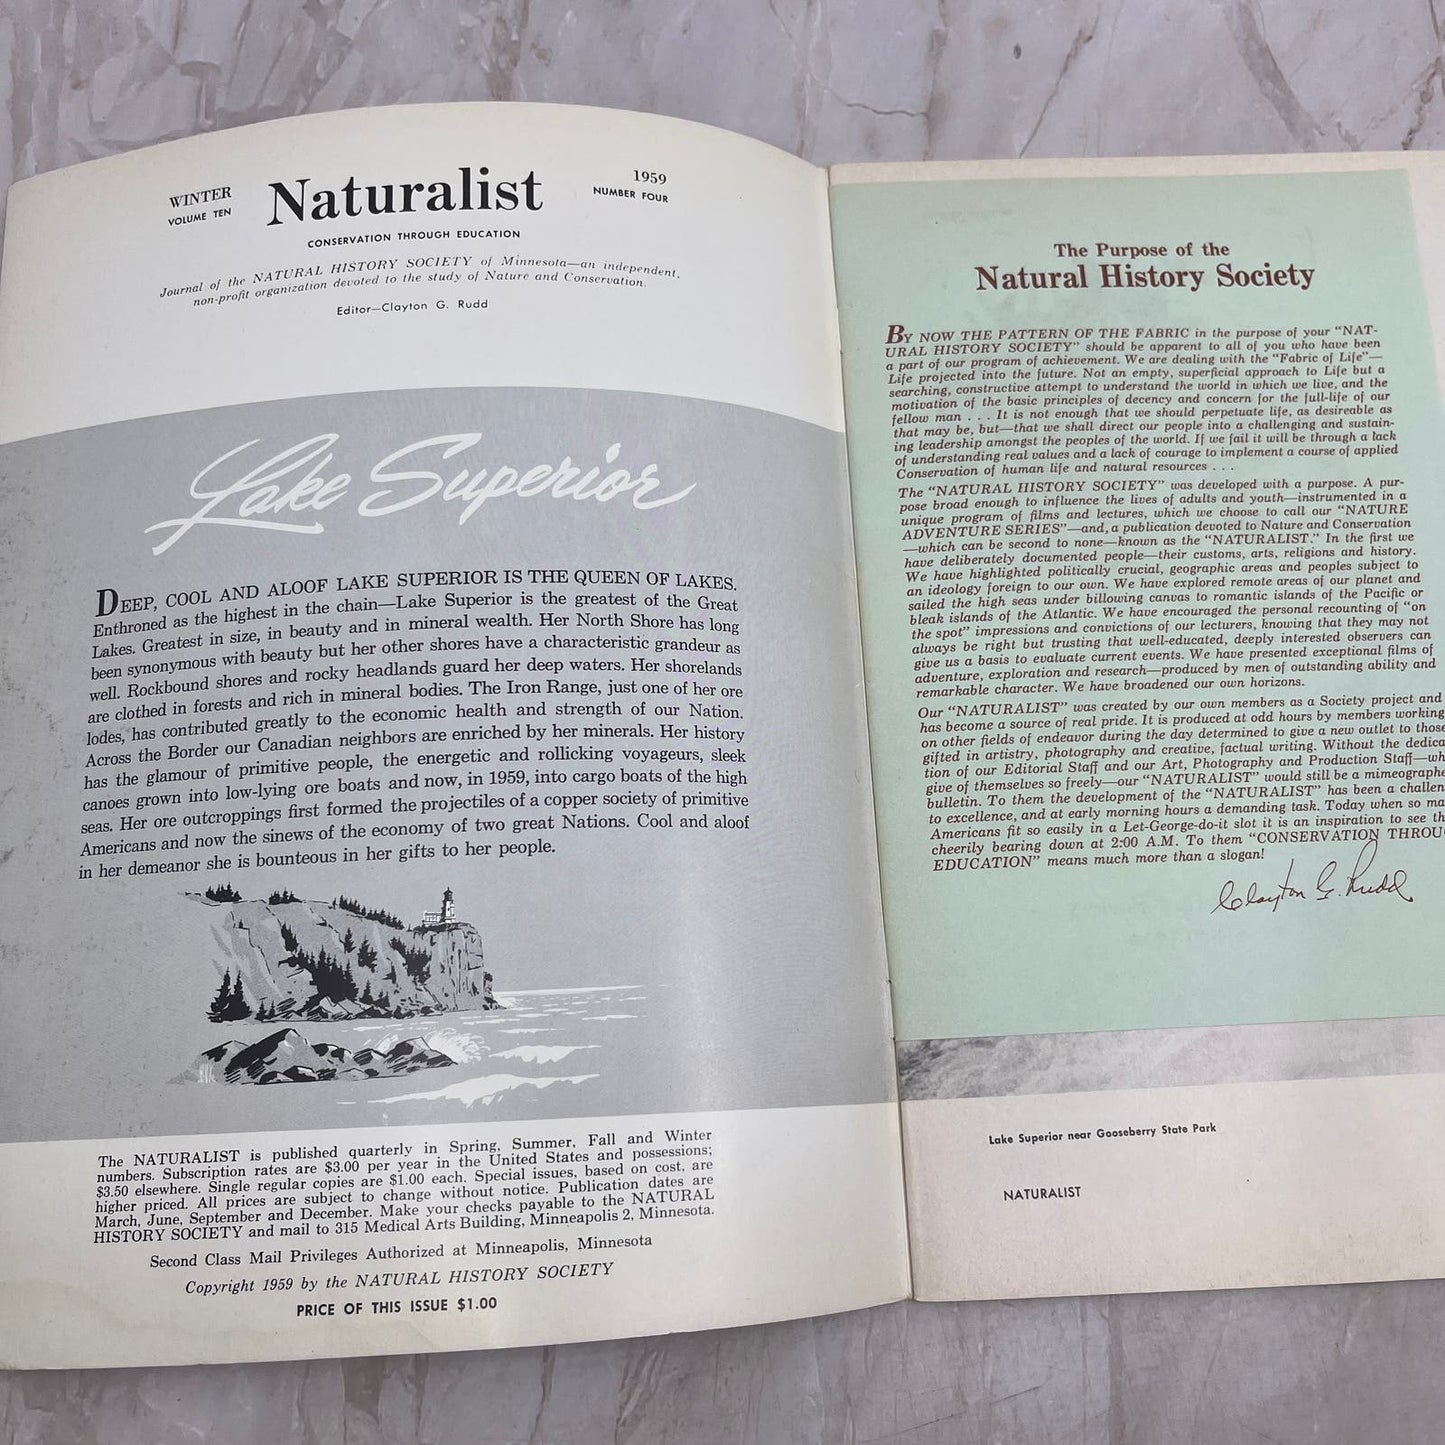 WINTER
VOLUME TEN
Naturalist
1959
NUMBER FOUR
CONSERVATION THROUGH EDUCATION
Journal of the NATURAL HISTORY SOCIETY of Minnesota—an independent,
non-profit organization devoted to the study of Nature and Conservation.
Editor—Clayton G. Rudd
Lake Superior
DEEP, COOL AND ALOOF LAKE SUPERIOR IS THE QUEEN OF LAKES.
Enthroned as the highest in the chain—Lake Superior is the greatest of the Great
Lakes. Greatest in size, in beauty and in mineral wealth. Her North Shore has long
been synonymous with beauty but her other shores have a characteristic grandeur as
well. Rockbound shores and rocky headlands guard her deep waters. Her shorelands
are clothed in forests and rich in mineral bodies. The Iron Range, just one of her ore
lodes, has contributed greatly to the economic health and strength of our Nation.
Across the Border our Canadian neighbors are enriched by her minerals. Her history
has the glamour of primitive people, the energetic and rollicking voyageurs, sleek
canoes grown into low-lying ore boats and now, in 1959, into cargo boats of the high
seas. Her ore outcroppings first formed the projectiles of a copper society of primitive
Americans and now the sinews of the economy of two great Nations. Cool and aloof
in her demeanor she is bounteous in her gifts to her people.
The NATURALIST is published quarterly in Spring, Summer, Fall and Winter
numbers. Subscription rates are $3.00 per year in the United States and possessions;
$3.50 elsewhere. Single regular copies are $1.00 each. Special issues, based on cost, are
higher priced. All prices are subject to change without notice. Publication dates are
March, June, September and December. Make your checks payable to the NATURAL
HISTORY SOCIETY and mail to 315 Medical Arts Building, Minneapolis 2, Minnesota.
Second Class Mail Privileges Authorized at Minneapolis, Minnesota
Copyright 1959 by the NATURAL HISTORY SOCIETY
PRICE OF THIS ISSUE $1.00
The Purpose of the
Natural History Society
BY NOW THE PATTERN OF THE FABRIC in the purpose of your "NAT-
URAL HISTORY SOCIETY" should be apparent to all of you who have been
a part of our program of achievement. We are dealing with the "Fabric of Life"—
Life projected into the future. Not an empty, superficial approach to Life but a
searching, constructive attempt to understand the world in which we live, and the
motivation of the basic principles of decency and concern for the full-life of our
fellow man . . . It is not enough that we should perpetuate life, as desireable as
that may be, but—that we shall direct our people into a challenging and sustain-
ing leadership amongst the peoples of the world. If we fail it will be through a lack
of understanding real values and a lack of courage to implement a course of applied
Conservation of human life and natural resources . . .
The "NATURAL HISTORY SOCIETY" was developed with a purpose. A pur-
pose broad enough to influence the lives of adults and youth—instrumented in a
unique program of films and lectures, which we choose to call our "NATURE
ADVENTURE SERIES"—and, a publication devoted to Nature and Conservation
—which can be second to none—known as the "NATURALIST." In the first we
have deliberately documented people—their customs, arts, religions and history.
We have highlighted politically crucial, geographic areas and peoples subject to
an ideology foreign to our own. We have explored remote areas of our planet and
sailed the high seas under billowing canvas to romantic islands of the Pacific or
bleak islands of the Atlantic. We have encouraged the personal recounting of "on
the spot" impressions and convictions of our lecturers, knowing that they may not
always be right but trusting that well-educated, deeply interested observers can
give us a basis to evaluate current events. We have presented exceptional films of
adventure, exploration and research—produced by men of outstanding ability and
remarkable character. We have broadened our own horizons.
Our "NATURALIST" was created by our own members as a Society project and
has become a source of real pride. It is produced at odd hours by members working
on other fields of endeavor during the day determined to give a new outlet to those
gifted in artistry, photography and creative, factual writing. Without the dedica-
tion of our Editorial Staff and our Art, Photography and Production Staff—wh
give of themselves so freely—our "NATURALIST" would still be a mimeographe
bulletin. To them the development of the "NATURALIST" has been a challen
to excellence, and at early morning hours a demanding task. Today when so ma
Americans fit so easily in a Let-George-do-it slot it is an inspiration to see th
cheerily bearing down at 2:00 A.M. To them "CONSERVATION THROU
EDUCATION" means much more than a slogan!
Clayton G. Rudd
Lake Superior near Gooseberry State Park
NATURALIST